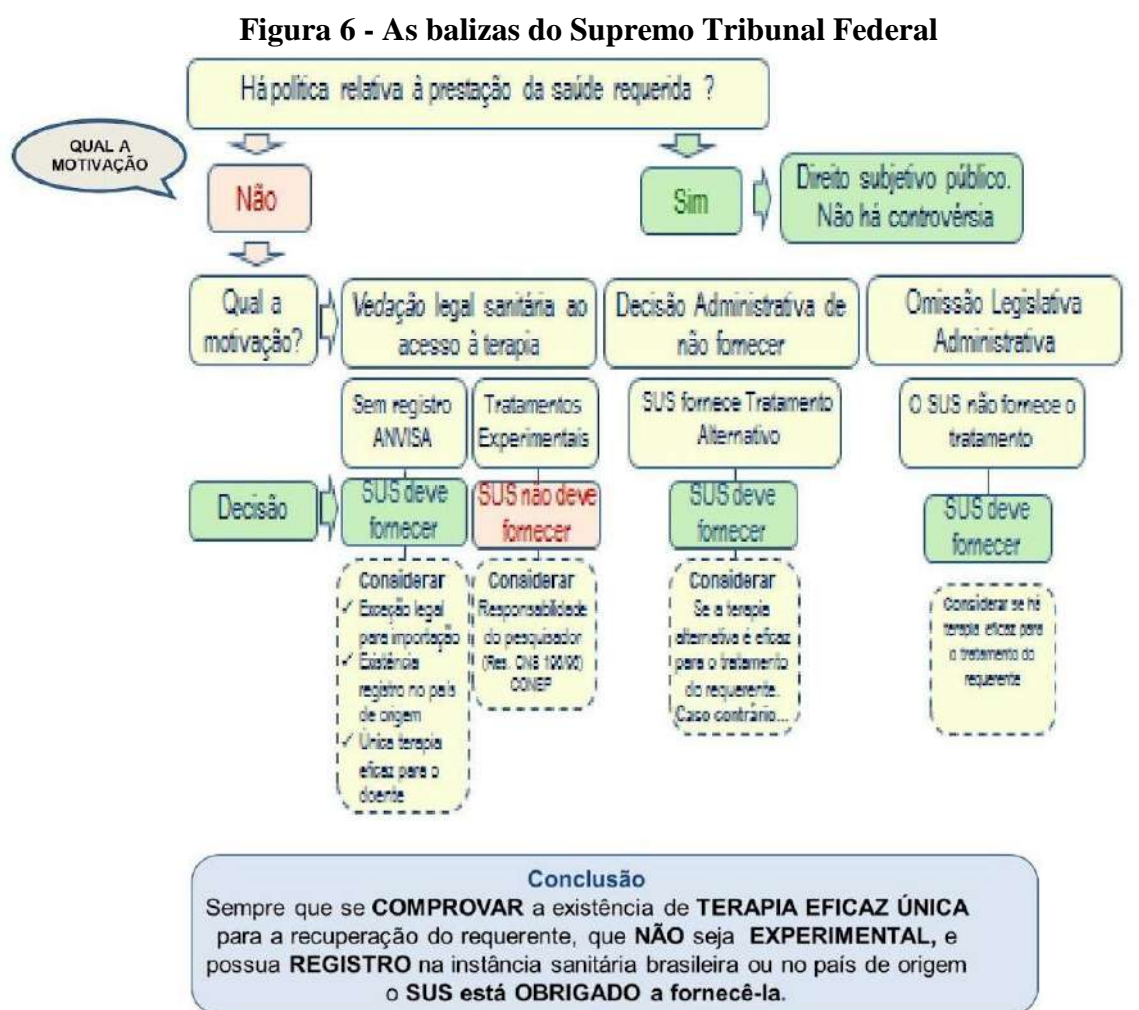 Figura 6 - As balizas do Supremo Tribunal Federal
Há política relativa à prestação da saúde requerida ?
QUAL A
MOTIVAÇÃO
Não
Sim
Direito subjetivo público.
Não há controvérsia
Qual a
motivação?
Vedação legal sanitária ao
acesso à terapia
Decisão Administrativa de
não fornecer
Omissão Legislativa
Administrativa
Sem registro
ANVISA
Tratamentos
Experimentais
SUS fornece Tratamento
Alternativo
O SUS não fornece o
tratamento
Decisão
SUS deve
fornecer
SUS não deve
fornecer
SUS deve
fornecer
SUS deve
fornecer
Considerar
✓ Exceção legal
para importação
✓ Existência
registro no país
de origem
✓ Única terapia
eficaz para o
doente
Considerar
Responsabilidade
do pesquisador
(Res. CNS 196/96)
CONEP
Considerar
Se a terapia
alternativa é eficaz
para o tratamento
do requerente.
Caso contrário...
Considerar se há
terapia eficaz para
o tratamento do
requerente
Conclusão
Sempre que se COMPROVAR a existência de TERAPIA EFICAZ ÚNICA
para a recuperação do requerente, que NÃO seja EXPERIMENTAL, e
possua REGISTRO na instância sanitária brasileira ou no país de origem
o SUS está OBRIGADO a fornecê-la.